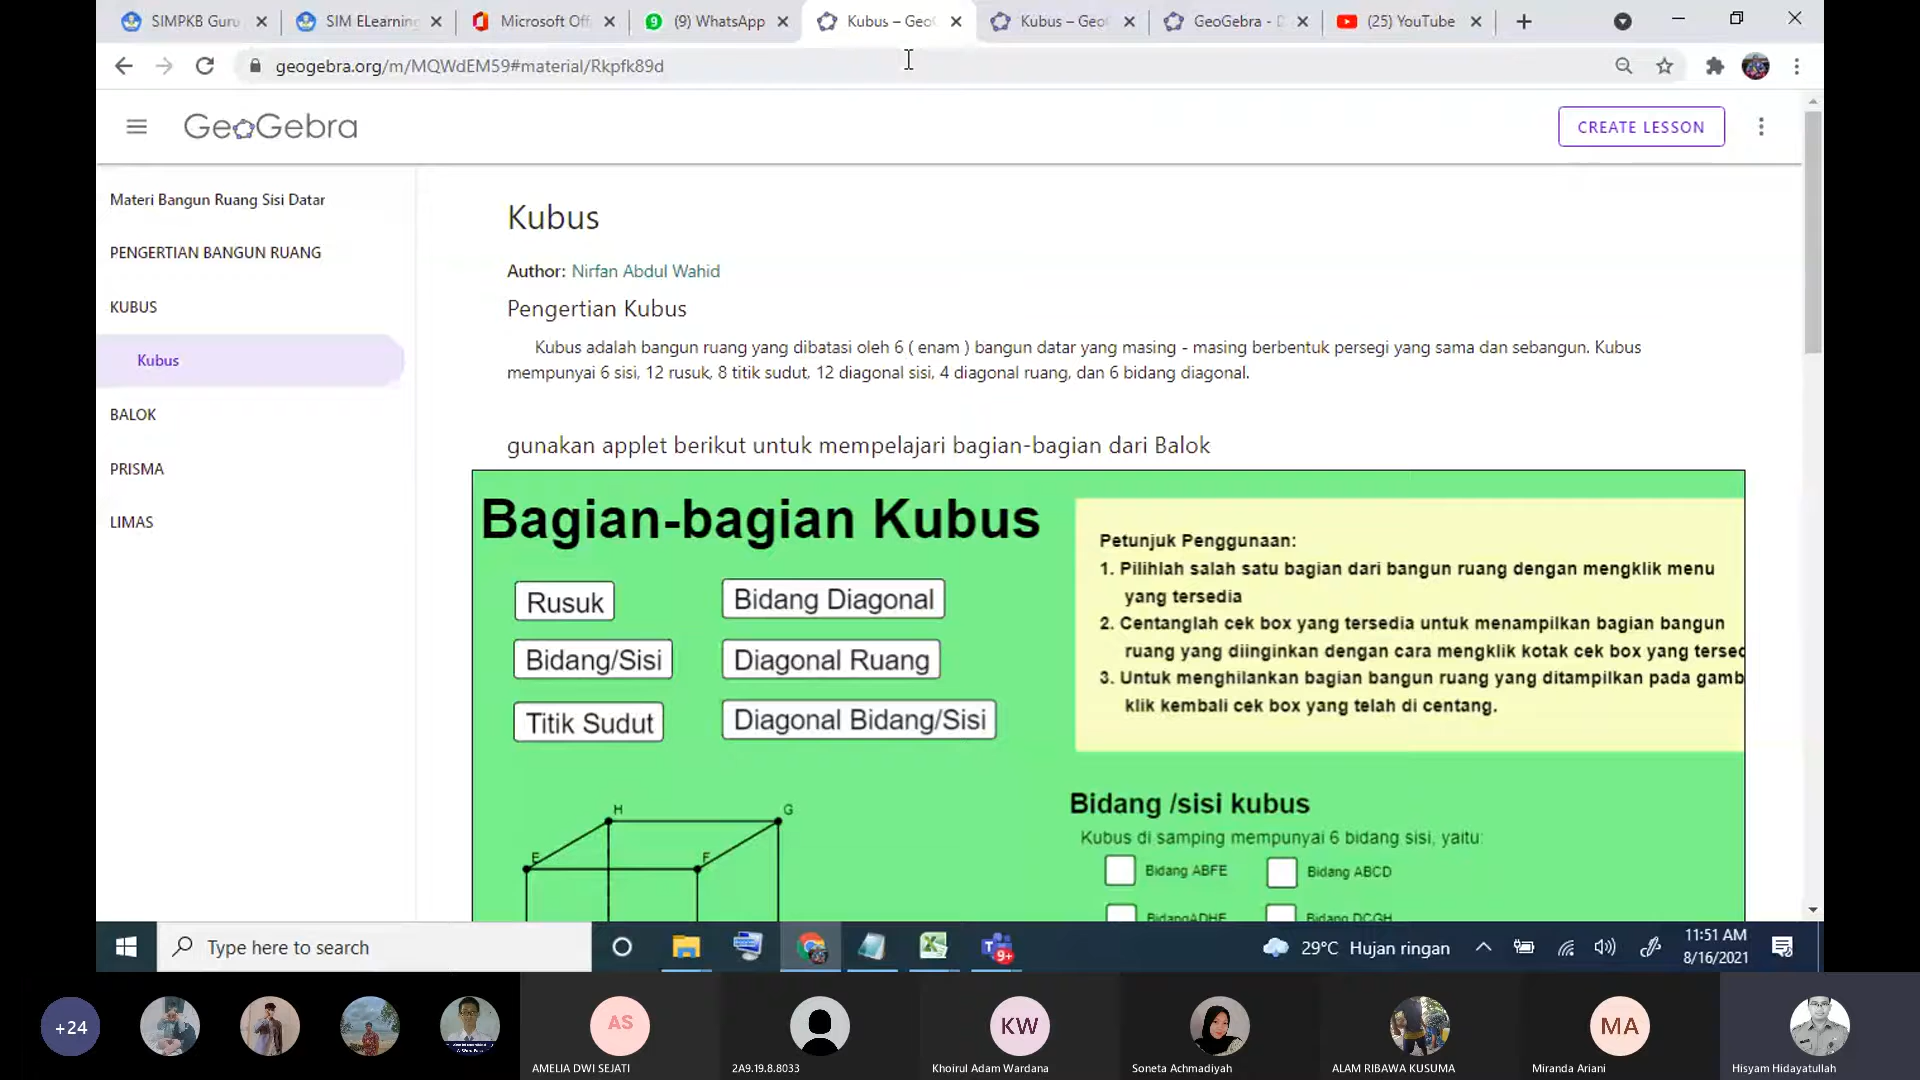 SIMPKB Guru
SIM ELearning
Microsoft Off
(9) WhatsApp
Kubus – Geo
Kubus – Geo
GeoGebra - D
(25) YouTube
geogebra.org/m/MQWdEM59#material/Rkpfk89d
GeoGebra
CREATE LESSON
Materi Bangun Ruang Sisi Datar
PENGERTIAN BANGUN RUANG
KUBUS
Kubus
BALOK
PRISMA
LIMAS
Kubus
Author: Nirfan Abdul Wahid
Pengertian Kubus
Kubus adalah bangun ruang yang dibatasi oleh 6 ( enam ) bangun datar yang masing - masing berbentuk persegi yang sama dan sebangun. Kubus
mempunyai 6 sisi, 12 rusuk, 8 titik sudut, 12 diagonal sisi, 4 diagonal ruang, dan 6 bidang diagonal.
gunakan applet berikut untuk mempelajari bagian-bagian dari Balok
Bagian-bagian Kubus
Rusuk
Bidang Diagonal
Bidang/Sisi
Diagonal Ruang
Titik Sudut
Diagonal Bidang/Sisi
Petunjuk Penggunaan:
1. Pilihlah salah satu bagian dari bangun ruang dengan mengklik menu
yang tersedia
2. Centanglah cek box yang tersedia untuk menampilkan bagian bangun
ruang yang diinginkan dengan cara mengklik kotak cek box yang tersed
3. Untuk menghilankan bagian bangun ruang yang ditampilkan pada gamb
klik kembali cek box yang telah di centang.
H
G
E
F
Bidang /sisi kubus
Kubus di samping mempunyai 6 bidang sisi, yaitu:
Bidang ABFE
Bidang ABCD
BidangADHE
Bidang DCGH
Type here to search
9+
29°C Hujan ringan
11:51 AM
8/16/2021
+24
AS
KW
MA
AMELIA DWI SEJATI
2A9.19.8.8033
Khoirul Adam Wardana
Soneta Achmadiyah
ALAM RIBAWA KUSUMA
Miranda Ariani
Hisyam Hidayatullah